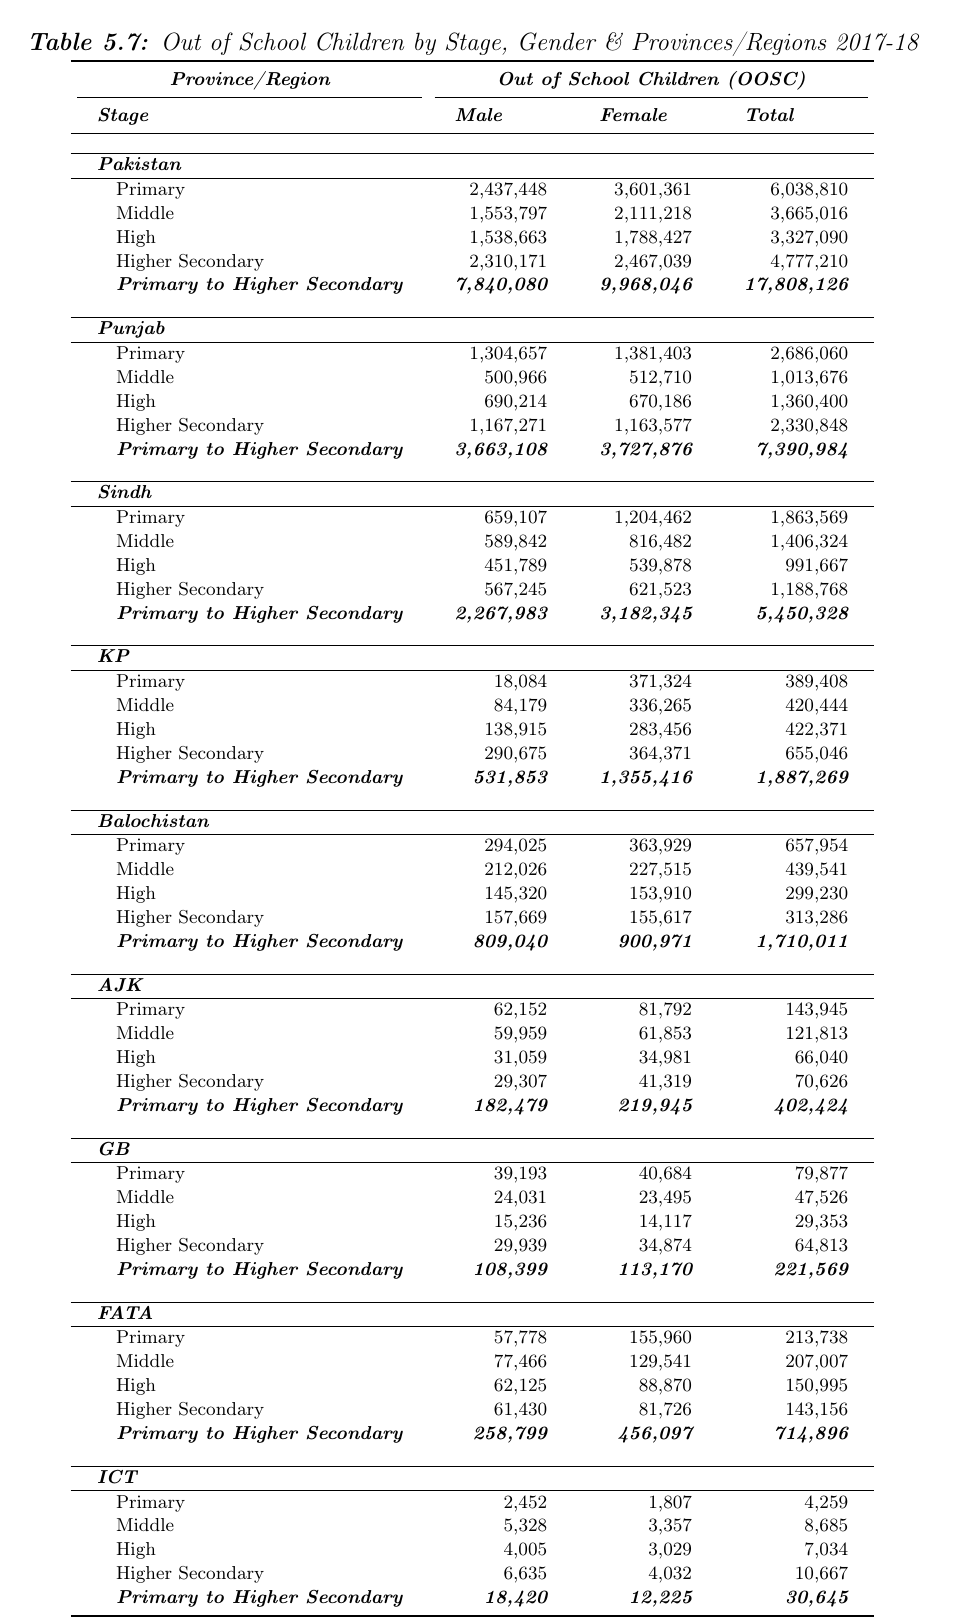 Table 5.7: Out of School Children by Stage, Gender & Provinces/Regions 2017-18
Province/Region Out of School Children (OOSC)
Stage Male Female Total
Pakistan
Primary 2,437,448 3,601,361 6,038,810
Middle 1,553,797 2,111,218 3,665,016
High 1,538,663 1,788,427 3,327,090
Higher Secondary 2,310,171 2,467,039 4,777,210
Primary to Higher Secondary 7,840,080 9,968,046 17,808,126
Punjab
Primary 1,304,657 1,381,403 2,686,060
Middle 500,966 512,710 1,013,676
High 690,214 670,186 1,360,400
Higher Secondary 1,167,271 1,163,577 2,330,848
Primary to Higher Secondary 3,663,108 3,727,876 7,390,984
Sindh
Primary 659,107 1,204,462 1,863,569
Middle 589,842 816,482 1,406,324
High 451,789 539,878 991,667
Higher Secondary 567,245 621,523 1,188,768
Primary to Higher Secondary 2,267,983 3,182,345 5,450,328
KP
Primary 18,084 371,324 389,408
Middle 84,179 336,265 420,444
High 138,915 283,456 422,371
Higher Secondary 290,675 364,371 655,046
Primary to Higher Secondary 531,853 1,355,416 1,887,269
Balochistan
Primary 294,025 363,929 657,954
Middle 212,026 227,515 439,541
High 145,320 153,910 299,230
Higher Secondary 157,669 155,617 313,286
Primary to Higher Secondary 809,040 900,971 1,710,011
AJK
Primary 62,152 81,792 143,945
Middle 59,959 61,853 121,813
High 31,059 34,981 66,040
Higher Secondary 29,307 41,319 70,626
Primary to Higher Secondary 182,479 219,945 402,424
GB
Primary 39,193 40,684 79,877
Middle 24,031 23,495 47,526
High 15,236 14,117 29,353
Higher Secondary 29,939 34,874 64,813
Primary to Higher Secondary 108,399 113,170 221,569
FATA
Primary 57,778 155,960 213,738
Middle 77,466 129,541 207,007
High 62,125 88,870 150,995
Higher Secondary 61,430 81,726 143,156
Primary to Higher Secondary 258,799 456,097 714,896
ICT
Primary 2,452 1,807 4,259
Middle 5,328 3,357 8,685
High 4,005 3,029 7,034
Higher Secondary 6,635 4,032 10,667
Primary to Higher Secondary 18,420 12,225 30,645